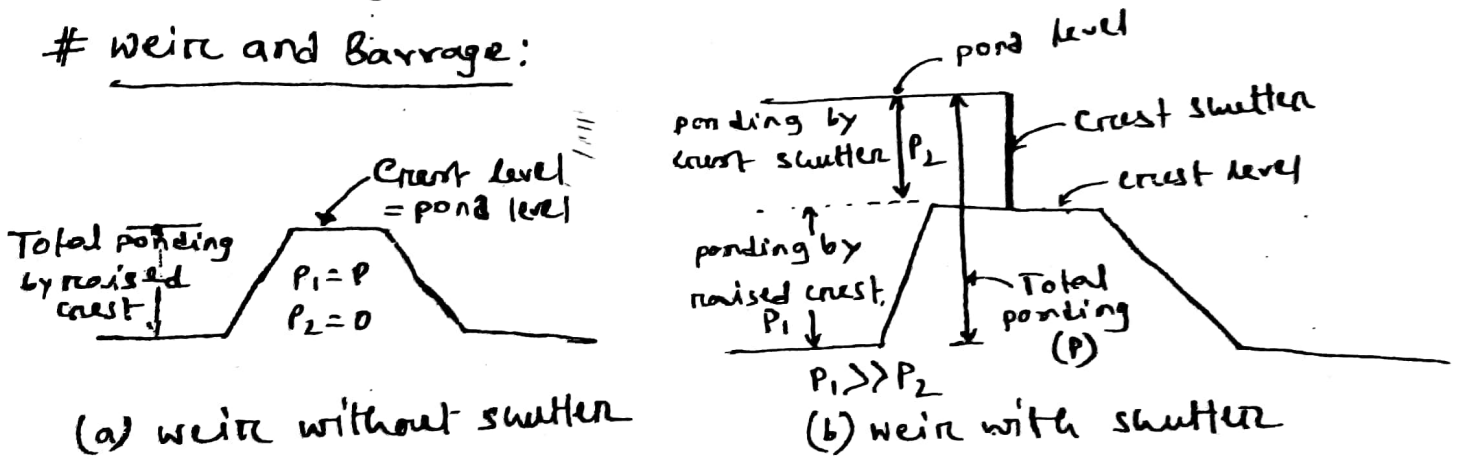 # Weir and Barrage:
Crest level
= pond level
Total ponding
by raised
crest
P₁ = P
P₂ = 0
(a) weir without shutter
pond level
ponding by
crest shutter
P₂
Crest shutter
crest level
ponding by
raised crest,
P₁
Total
ponding
(P)
P₁ >> P₂
(b) weir with shutter